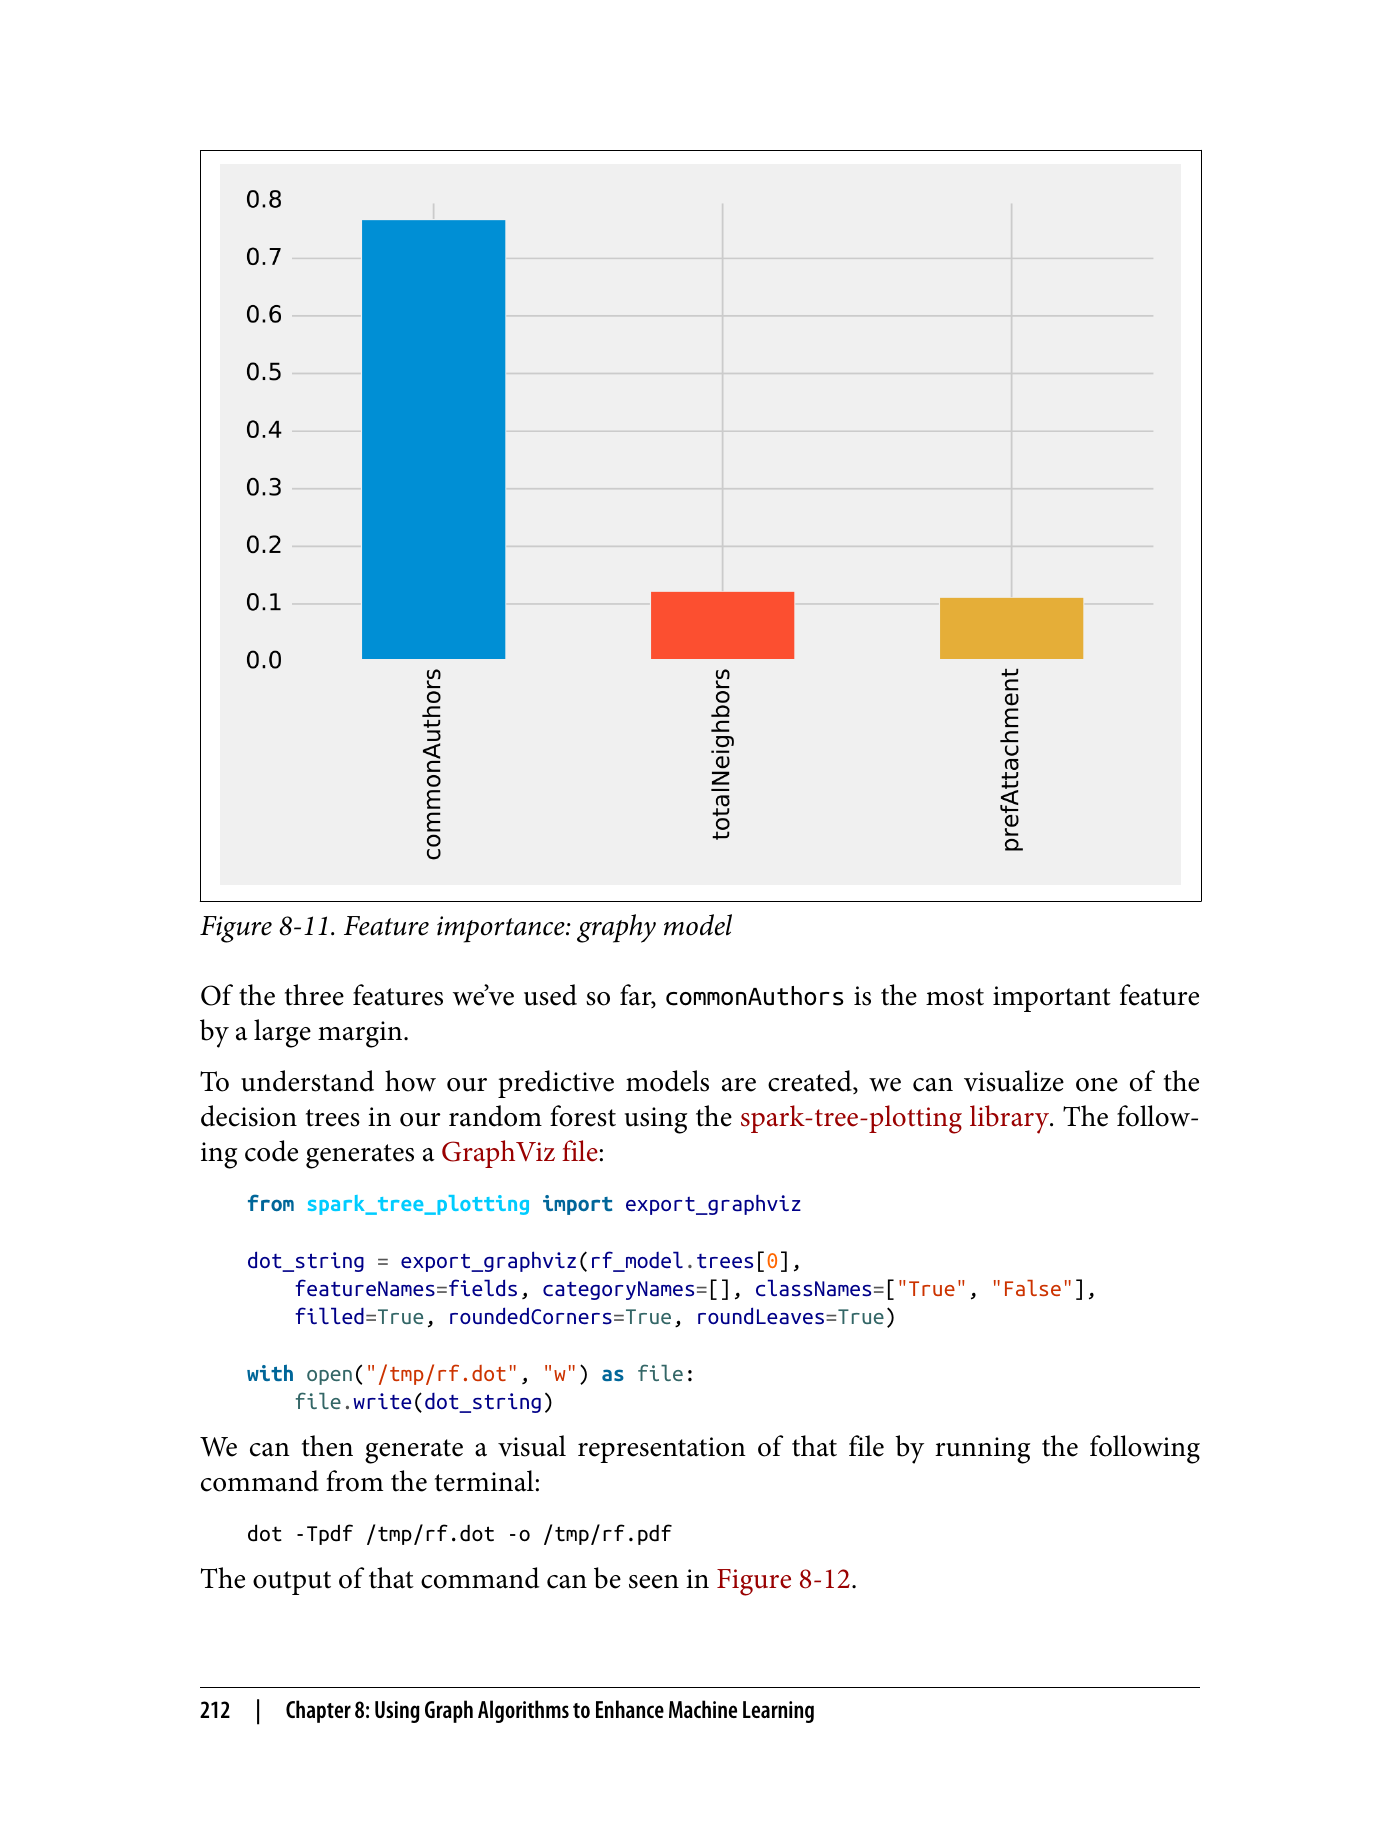 0.8
0.7
0.6
0.5
0.4
0.3
0.2
0.1
0.0
commonAuthors
totalNeighbors
prefAttachment
Figure 8-11. Feature importance: graphy model
Of the three features we’ve used so far, commonAuthors is the most important feature
by a large margin.
To understand how our predictive models are created, we can visualize one of the
decision trees in our random forest using the spark-tree-plotting library. The follow-
ing code generates a GraphViz file:
from spark_tree_plotting import export_graphviz
dot_string = export_graphviz(rf_model.trees[0],
    featureNames=fields, categoryNames=[], classNames=["True", "False"],
    filled=True, roundedCorners=True, roundLeaves=True)
with open("/tmp/rf.dot", "w") as file:
    file.write(dot_string)
We can then generate a visual representation of that file by running the following
command from the terminal:
dot -Tpdf /tmp/rf.dot -o /tmp/rf.pdf
The output of that command can be seen in Figure 8-12.
212 | Chapter 8: Using Graph Algorithms to Enhance Machine Learning